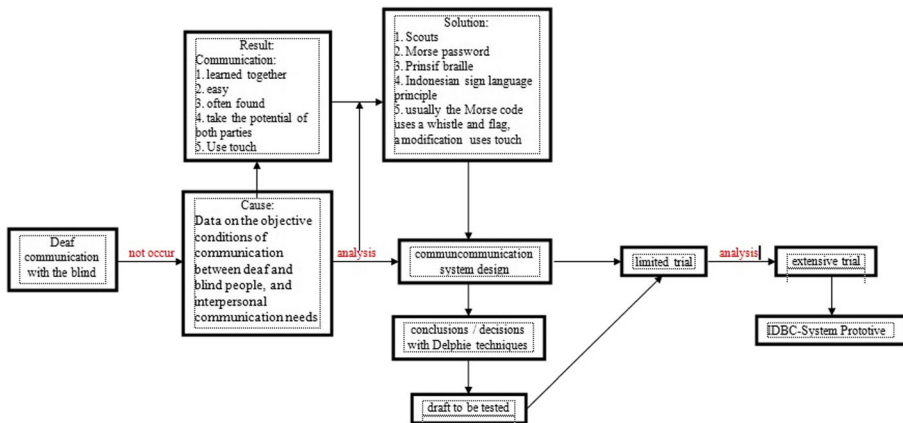 Result:
Communication:
1. learned together
2. easy
3. often found
4. take the potential of
both parties
5. Use touch
Solution:
1. Scouts
2. Morse password
3. Prinsif braille
4. Indonesian sign language
principle
5. usually the Morse code
uses a whistle and flag,
a modification uses touch
Deaf
communication
with the blind
not occur
Cause:
Data on the objective
conditions of
communication
between deaf and
blind people, and
interpersonal
communication needs
analysis
communcommunication
system design
limited trial
analysis
extensive trial
conclusions / decisions
with Delphie techniques
IDBC-System Prototive
draft to be tested